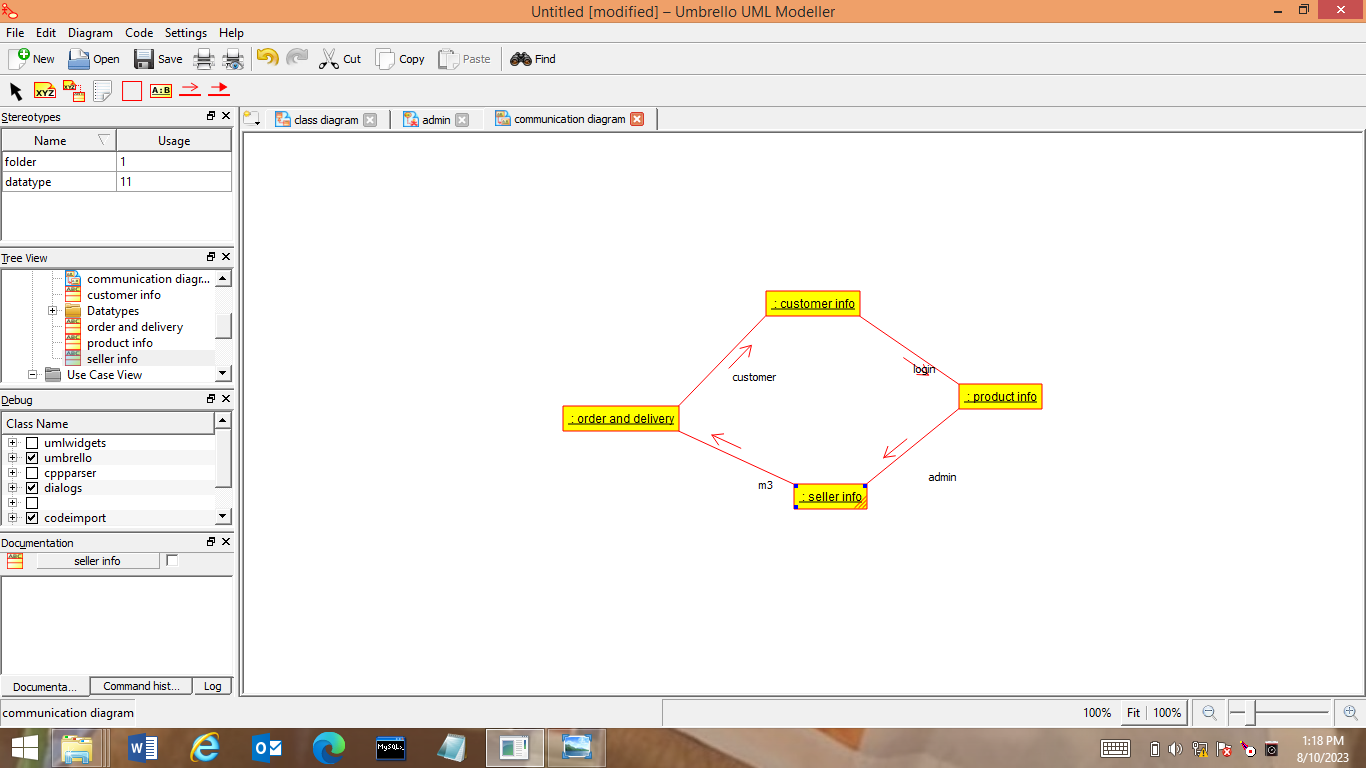 Untitled [modified] – Umbrello UML Modeller
File Edit Diagram Code Settings Help
New Open Save Cut Copy Paste Find
XYZ XYZ A:B
Stereotypes
class diagram admin communication diagram
Name Usage
folder 1
datatype 11
Tree View
communication diagr...
customer info
Datatypes
order and delivery
product info
seller info
Use Case View
: customer info
customer
login
: product info
: order and delivery
admin
m3
: seller info
Debug
Class Name
umlwidgets
umbrello
cppparser
dialogs
codeimport
Documentation
seller info
Documenta... Command hist... Log
communication diagram
100% Fit 100%
MySQL
1:18 PM
8/10/2023